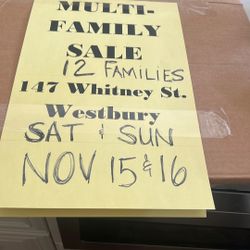 MULTI-
FAMILY
SALE
12 FAMILIES
147 Whitney St.
Westbury
SAT & SUN
NOV 15 & 16